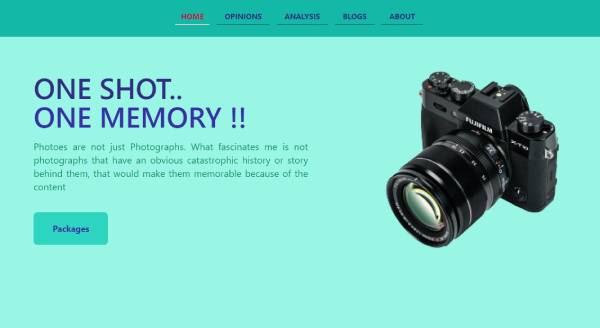 HOME OPINIONS ANALYSIS BLOGS ABOUT
ONE SHOT..
ONE MEMORY !!
Photoes are not just Photographs. What fascinates me is not
photographs that have an obvious catastrophic history or story
behind them, that would make them memorable because of the
content
Packages
FUJIFILM
X-T10